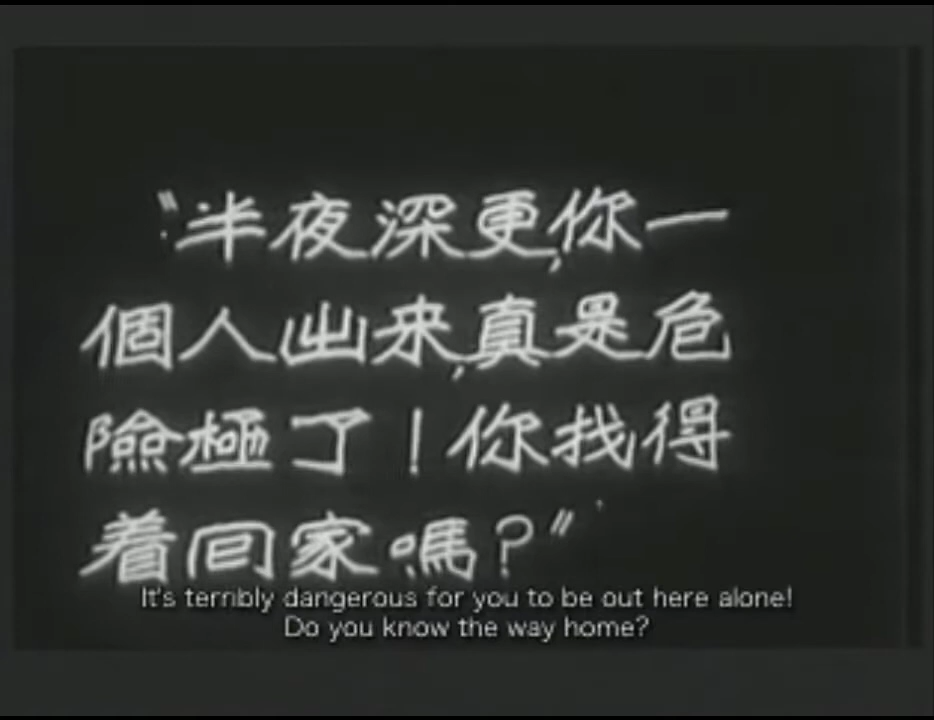 "半夜深更,你一
個人出来,真是危
險極了!你找得
着回家嗎?"
It's terribly dangerous for you to be out here alone!
Do you know the way home?